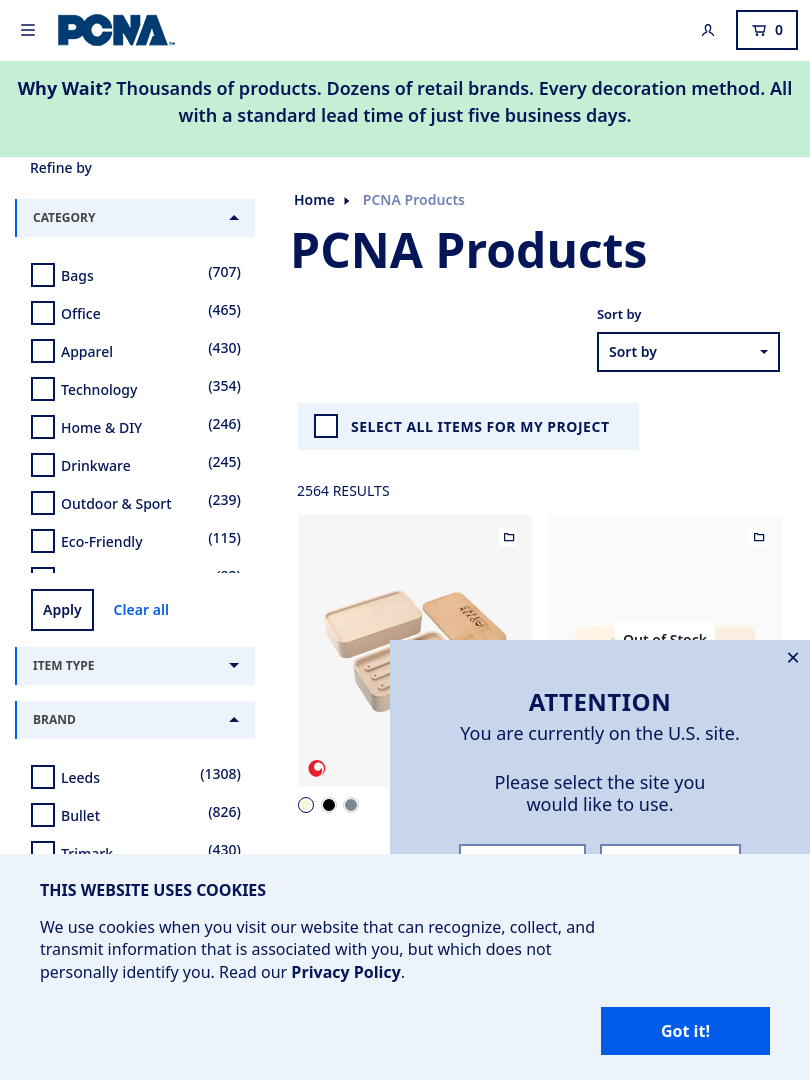 PCNA
0
Why Wait? Thousands of products. Dozens of retail brands. Every decoration method. All
with a standard lead time of just five business days.
Refine by
CATEGORY
Bags (707)
Office (465)
Apparel (430)
Technology (354)
Home & DIY (246)
Drinkware (245)
Outdoor & Sport (239)
Eco-Friendly (115)
Apply Clear all
ITEM TYPE
BRAND
Leeds (1308)
Bullet (826)
Trimark (430)
Home PCNA Products
PCNA Products
Sort by
Sort by
SELECT ALL ITEMS FOR MY PROJECT
2564 RESULTS
Out of Stock
ATTENTION
You are currently on the U.S. site.
Please select the site you
would like to use.
THIS WEBSITE USES COOKIES
We use cookies when you visit our website that can recognize, collect, and
transmit information that is associated with you, but which does not
personally identify you. Read our Privacy Policy.
Got it!